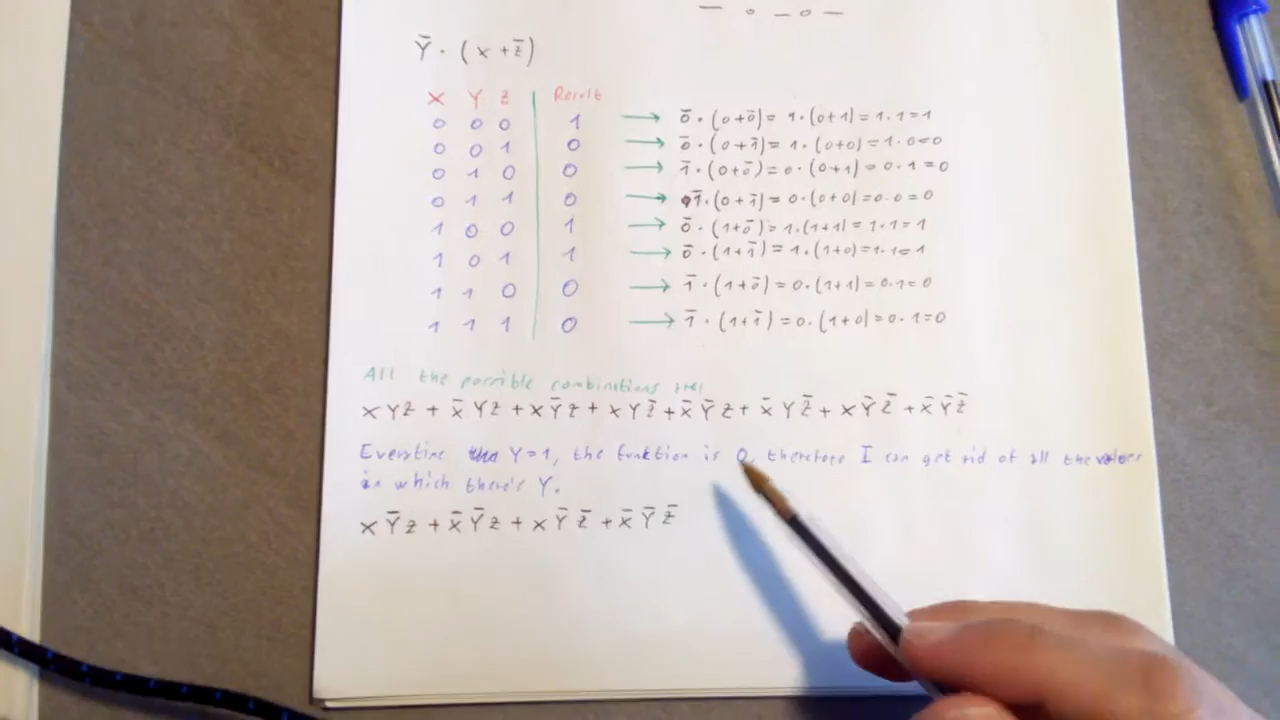 Ȳ · (x + z̄)
X Y Z Result
0 0 0 1 → 0̄ · (0+0̄) = 1 · (0+1) = 1 · 1 = 1
0 0 1 0 → 0̄ · (0+1̄) = 1 · (0+0) = 1 · 0 = 0
0 1 0 0 → 1̄ · (0+0̄) = 0 · (0+1) = 0 · 1 = 0
0 1 1 0 → 1̄ · (0+1̄) = 0 · (0+0) = 0 · 0 = 0
1 0 0 1 → 0̄ · (1+0̄) = 1 · (1+1) = 1 · 1 = 1
1 0 1 1 → 0̄ · (1+1̄) = 1 · (1+0) = 1 · 1 = 1
1 1 0 0 → 1̄ · (1+0̄) = 0 · (1+1) = 0 · 1 = 0
1 1 1 0 → 1̄ · (1+1̄) = 0 · (1+0) = 0 · 1 = 0
All the possible combinations
XYZ + X̄YZ + XȲZ + XYZ̄ + X̄ȲZ + X̄YZ̄ + XȲZ̄ + X̄ȲZ̄
Everytime Y=1, the funktion is 0, therefore I can get rid of all the values
in which there's Y.
XȲZ + X̄ȲZ + XȲZ̄ + X̄ȲZ̄